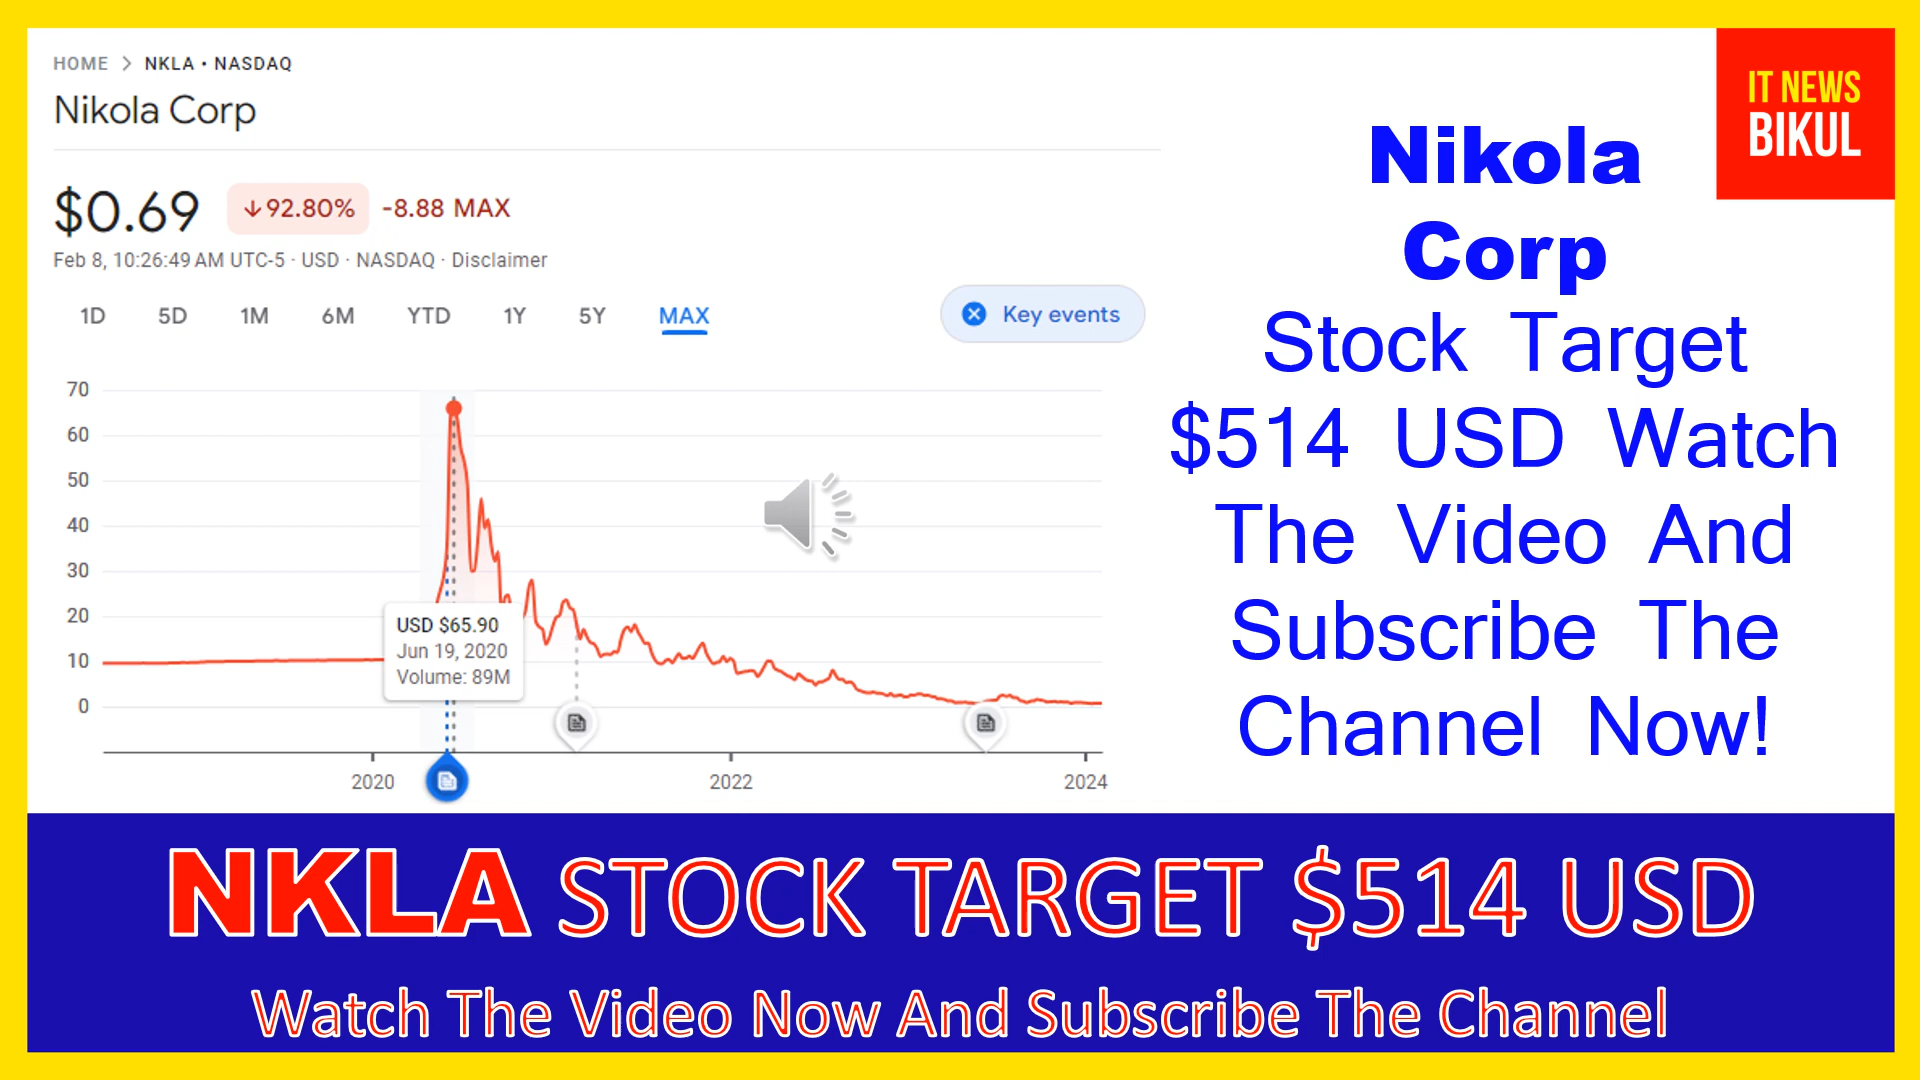 HOME > NKLA • NASDAQ
Nikola Corp
$0.69 ↓92.80% -8.88 MAX
Feb 8, 10:26:49 AM UTC-5 · USD · NASDAQ · Disclaimer
1D 5D 1M 6M YTD 1Y 5Y MAX
Key events
70
60
50
40
30
20
10
0
USD $65.90
Jun 19, 2020
Volume: 89M
2020 2022 2024
IT NEWS
BIKUL
Nikola
Corp
Stock Target
$514 USD Watch
The Video And
Subscribe The
Channel Now!
NKLA STOCK TARGET $514 USD
Watch The Video Now And Subscribe The Channel